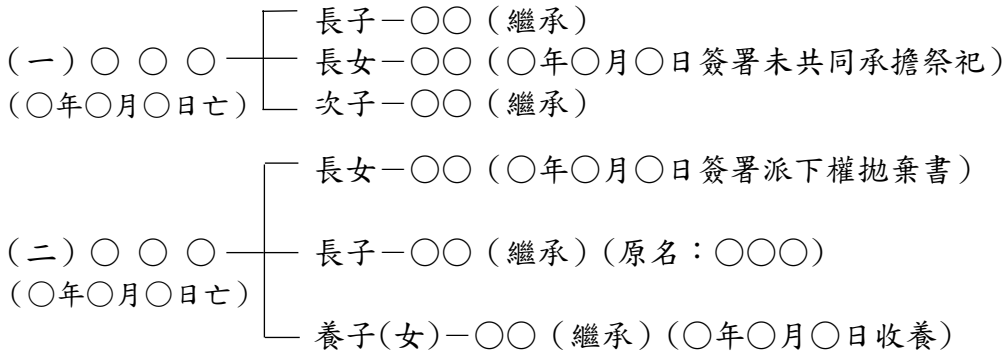 長子－○○（繼承）
（一）○ ○ ○ 長女－○○（○年○月○日簽署未共同承擔祭祀）
（○年○月○日亡） 次子－○○（繼承）
長女－○○（○年○月○日簽署派下權拋棄書）
（二）○ ○ ○ 長子－○○（繼承）(原名：○○○)
（○年○月○日亡）
養子(女)－○○（繼承）(○年○月○日收養)